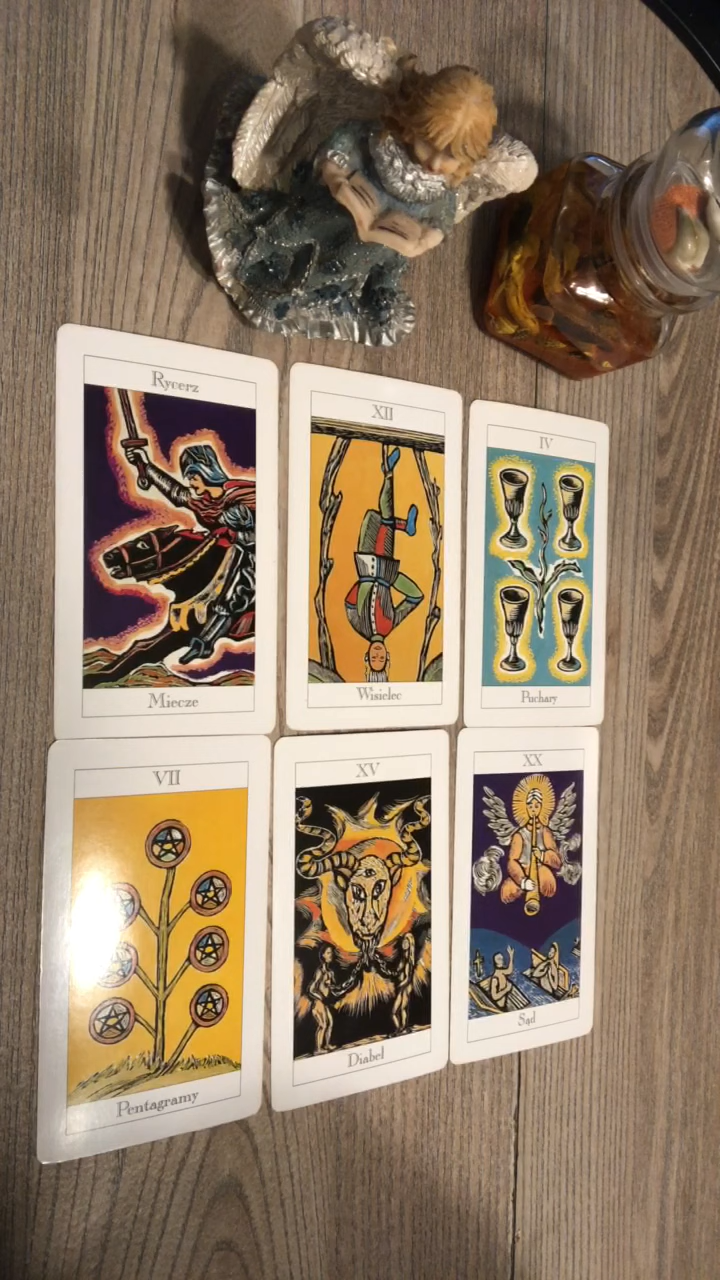 Rycerz
Miecze
XII
Wisielec
IV
Puchary
VII
Pentagramy
XV
Diabeł
XX
Sąd